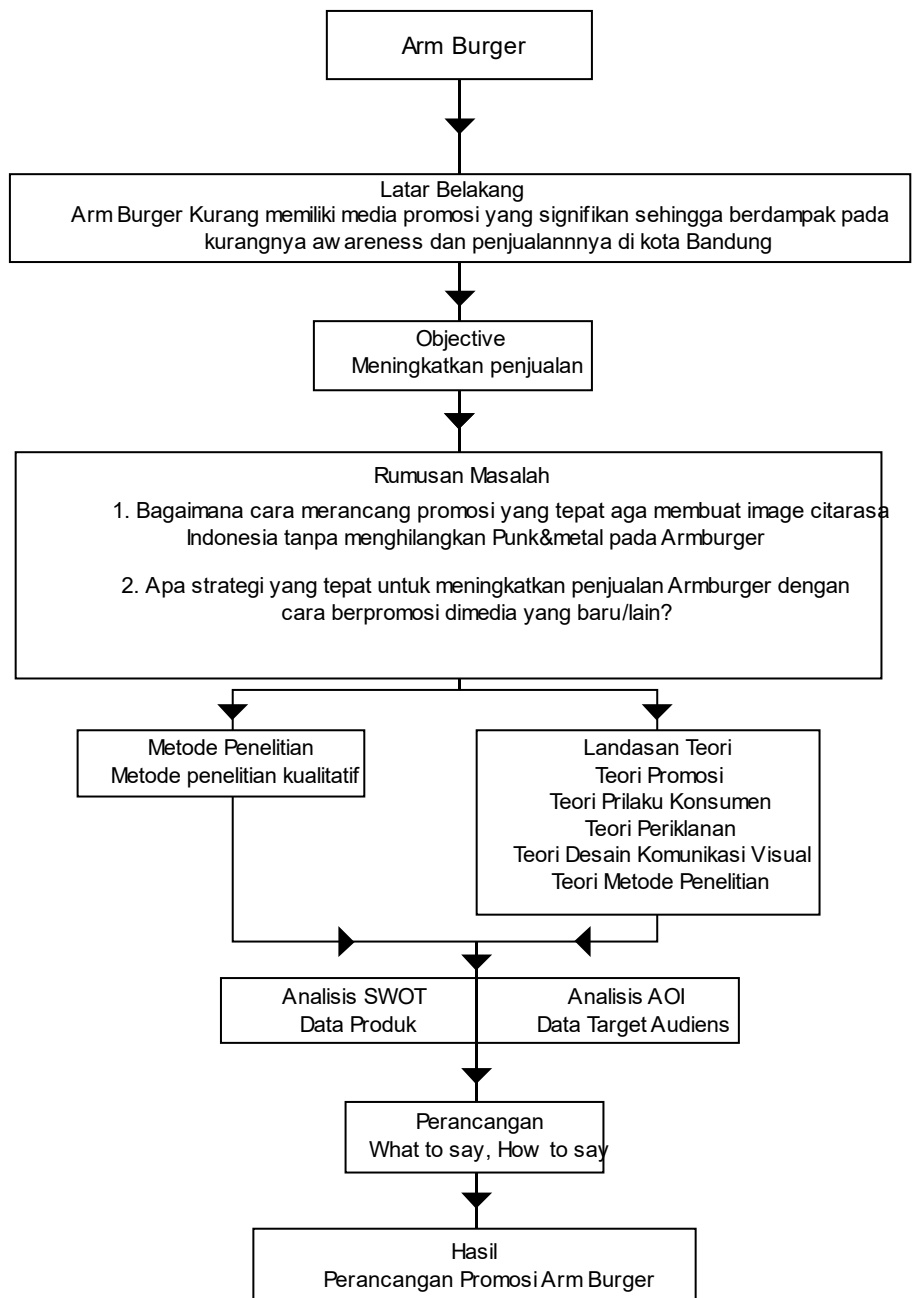 Arm Burger
Latar Belakang
Arm Burger Kurang memiliki media promosi yang signifikan sehingga berdampak pada
kurangnya awareness dan penjualannnya di kota Bandung
Objective
Meningkatkan penjualan
Rumusan Masalah
1. Bagaimana cara merancang promosi yang tepat aga membuat image citarasa
Indonesia tanpa menghilangkan Punk&metal pada Armburger
2. Apa strategi yang tepat untuk meningkatkan penjualan Armburger dengan
cara berpromosi dimedia yang baru/lain?
Metode Penelitian
Metode penelitian kualitatif
Landasan Teori
Teori Promosi
Teori Prilaku Konsumen
Teori Periklanan
Teori Desain Komunikasi Visual
Teori Metode Penelitian
Analisis SWOT
Data Produk
Analisis AOI
Data Target Audiens
Perancangan
What to say, How to say
Hasil
Perancangan Promosi Arm Burger